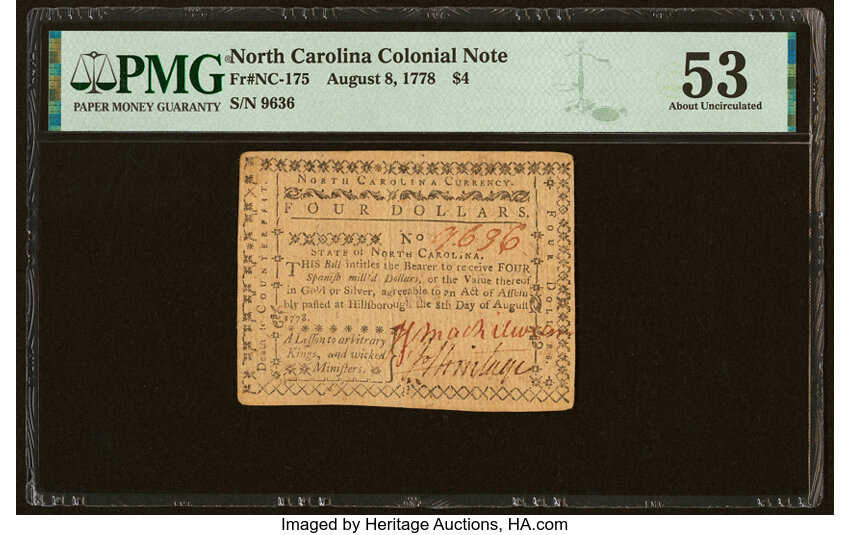 PMG
PAPER MONEY GUARANTY
North Carolina Colonial Note
Fr#NC-175 August 8, 1778 $4
S/N 9636
53
About Uncirculated
NORTH CAROLINA CURRENCY.
FOUR DOLLARS.
No 9636
STATE of NORTH CAROLINA.
THIS Bill intitles the Bearer to receive FOUR
Spanish mill'd Dollars, or the Value thereof
in Gold or Silver, agreeable to an Act of Assem
bly passed at Hillsborough the 8th Day of August
1778.
A Lesson to arbitrary
Kings, and wicked
Ministers.
Death to COUNTERFEIT.
FOUR DOLLARS.
Imaged by Heritage Auctions, HA.com